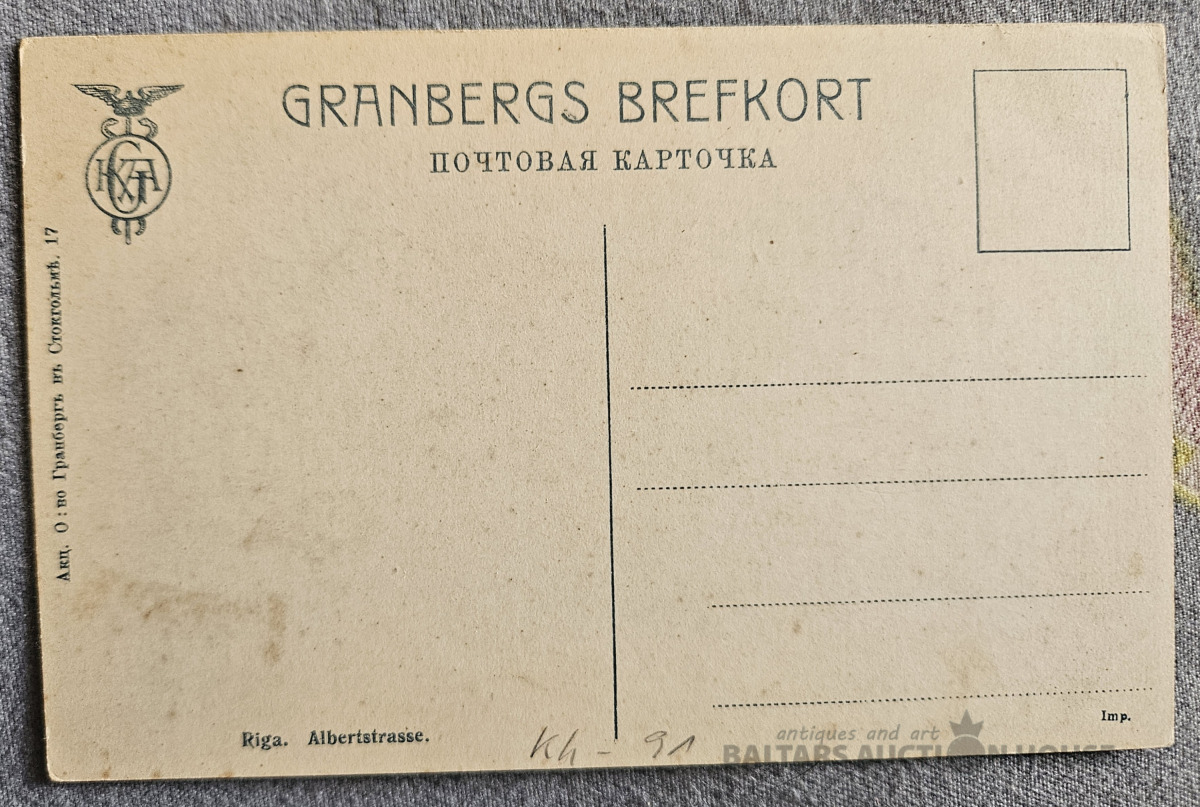 GRANBERGS BREFKORT
ПОЧТОВАЯ КАРТОЧКА
Акц. О:во Гранбергъ въ Стокгольмѣ. 17
Riga. Albertstrasse.
Kh - 91
Imp.
antiques and art
BALTARS AUCTION HOUSE